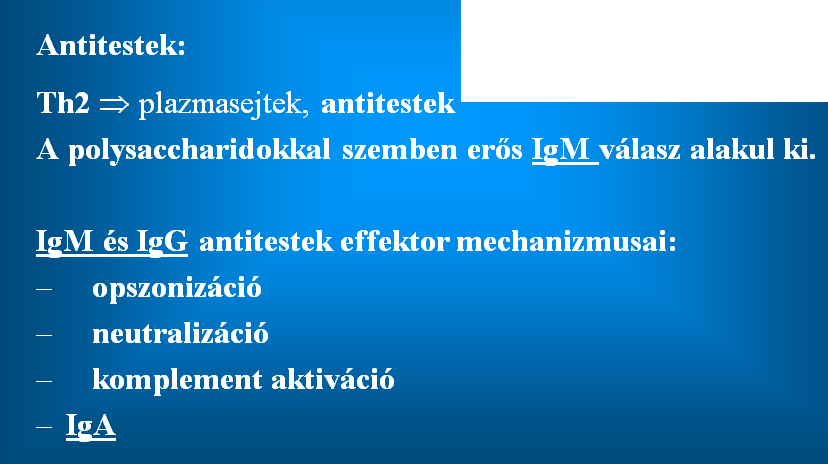 Antitestek:
Th2 ⇒ plazmasejtek, antitestek
A polysaccharidokkal szemben erős IgM válasz alakul ki.
IgM és IgG antitestek effektor mechanizmusai:
– opszonizáció
– neutralizáció
– komplement aktiváció
– IgA